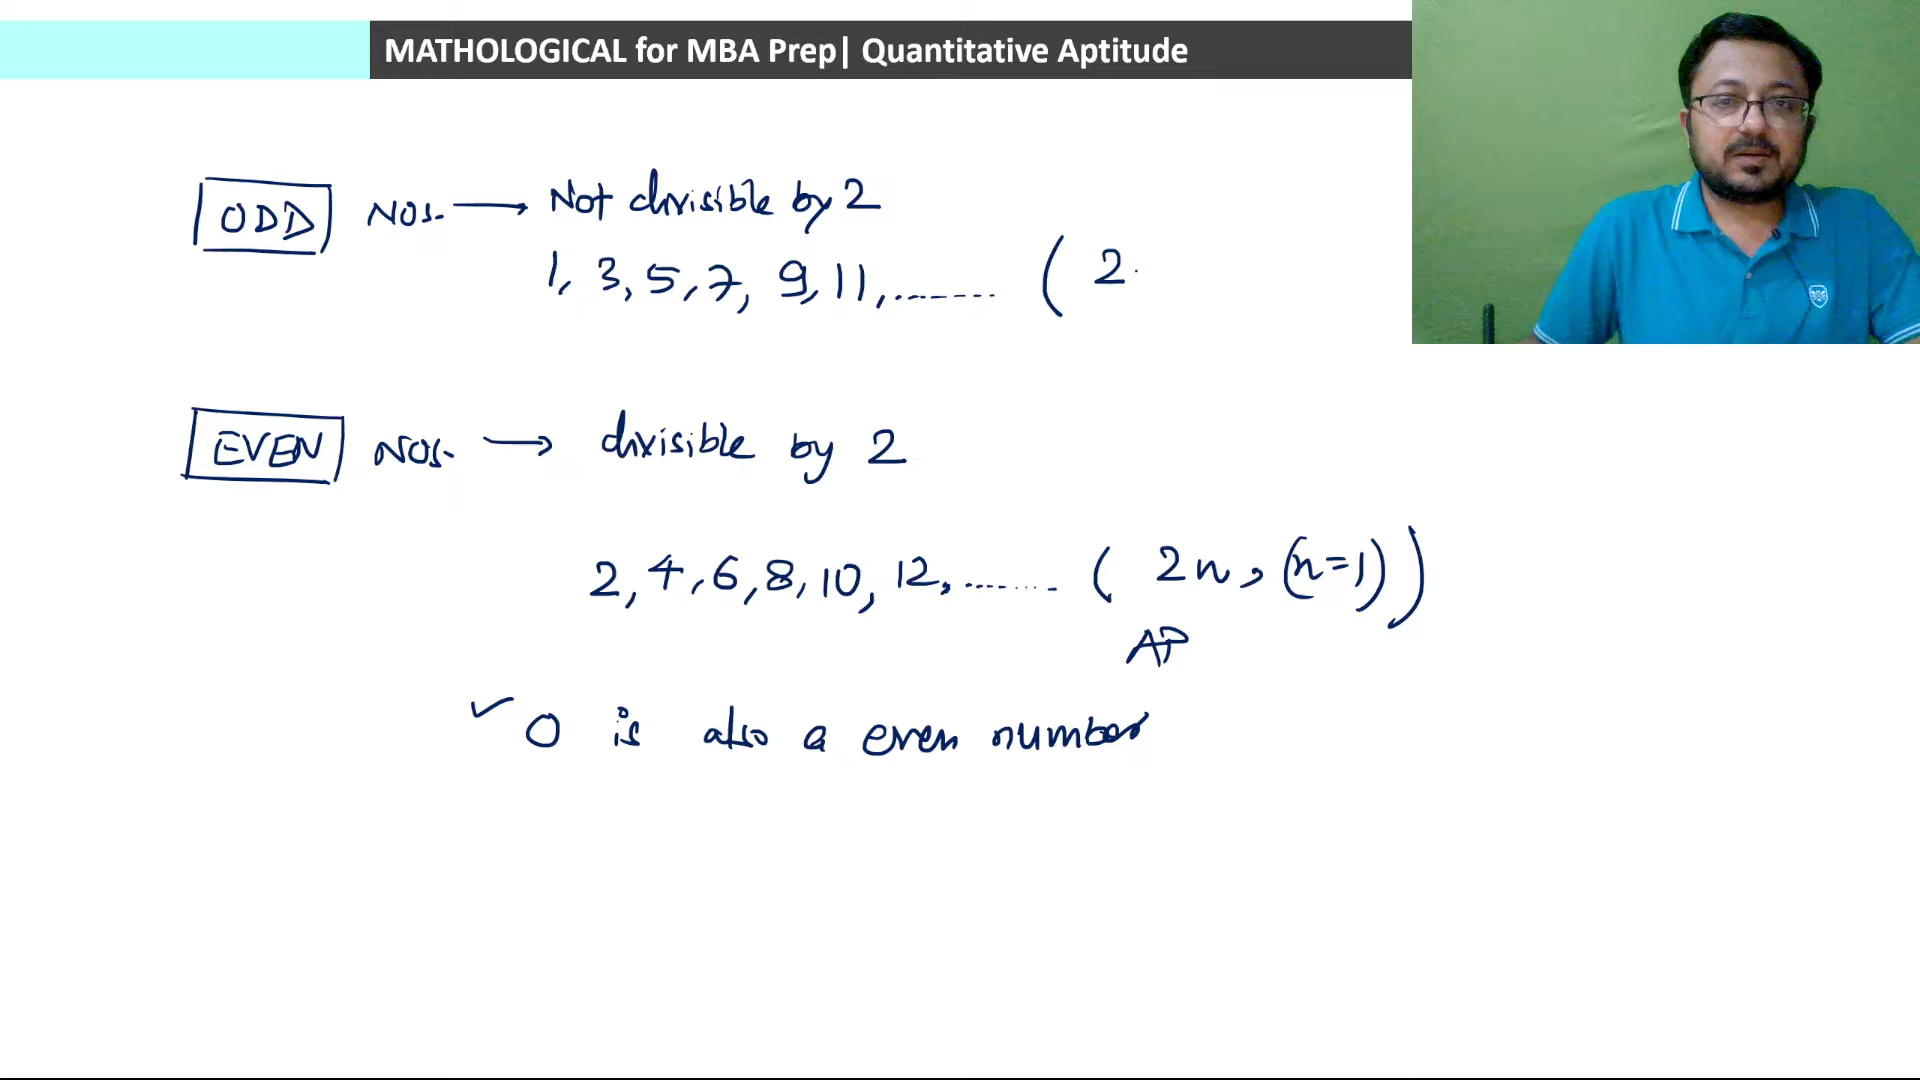 MATHOLOGICAL for MBA Prep| Quantitative Aptitude
ODD NOS. → Not divisible by 2
1, 3, 5, 7, 9, 11, ........ ( 2
EVEN NOS. → divisible by 2
2, 4, 6, 8, 10, 12, ....... ( 2n, (n=1) )
AP
✓ 0 is also a even number